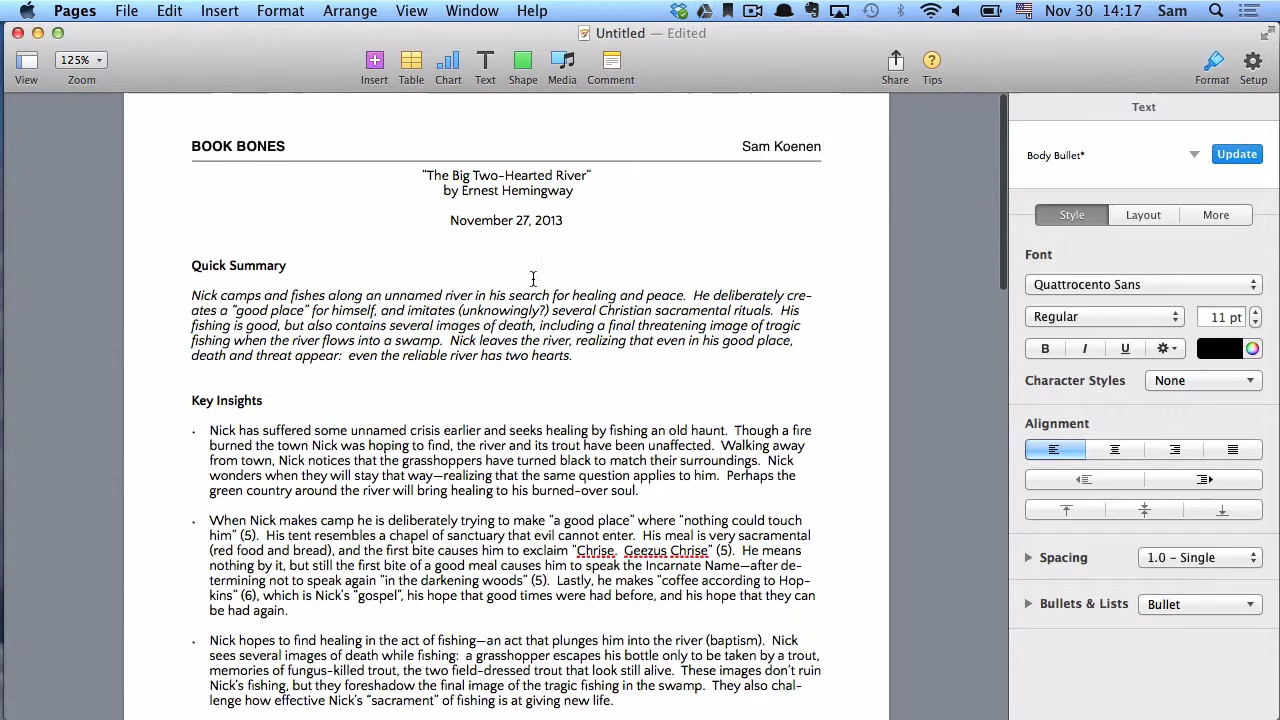 Pages File Edit Insert Format Arrange View Window Help Nov 30 14:17 Sam
Untitled — Edited
125%
View Zoom Insert Table Chart Text Shape Media Comment Share Tips Format Setup
BOOK BONES Sam Koenen
"The Big Two-Hearted River"
by Ernest Hemingway
November 27, 2013
Quick Summary
Nick camps and fishes along an unnamed river in his search for healing and peace. He deliberately cre-
ates a "good place" for himself, and imitates (unknowingly?) several Christian sacramental rituals. His
fishing is good, but also contains several images of death, including a final threatening image of tragic
fishing when the river flows into a swamp. Nick leaves the river, realizing that even in his good place,
death and threat appear: even the reliable river has two hearts.
Key Insights
· Nick has suffered some unnamed crisis earlier and seeks healing by fishing an old haunt. Though a fire
burned the town Nick was hoping to find, the river and its trout have been unaffected. Walking away
from town, Nick notices that the grasshoppers have turned black to match their surroundings. Nick
wonders when they will stay that way—realizing that the same question applies to him. Perhaps the
green country around the river will bring healing to his burned-over soul.
· When Nick makes camp he is deliberately trying to make "a good place" where "nothing could touch
him" (5). His tent resembles a chapel of sanctuary that evil cannot enter. His meal is very sacramental
(red food and bread), and the first bite causes him to exclaim "Chrise. Geezus Chrise" (5). He means
nothing by it, but still the first bite of a good meal causes him to speak the Incarnate Name—after de-
termining not to speak again "in the darkening woods" (5). Lastly, he makes "coffee according to Hop-
kins" (6), which is Nick's "gospel", his hope that good times were had before, and his hope that they can
be had again.
· Nick hopes to find healing in the act of fishing—an act that plunges him into the river (baptism). Nick
sees several images of death while fishing: a grasshopper escapes his bottle only to be taken by a trout,
memories of fungus-killed trout, the two field-dressed trout that look still alive. These images don't ruin
Nick's fishing, but they foreshadow the final image of the tragic fishing in the swamp. They also chal-
lenge how effective Nick's "sacrament" of fishing is at giving new life.
Text
Body Bullet* Update
Style Layout More
Font
Quattrocento Sans
Regular 11 pt
B I U
Character Styles None
Alignment
Spacing 1.0 - Single
Bullets & Lists Bullet